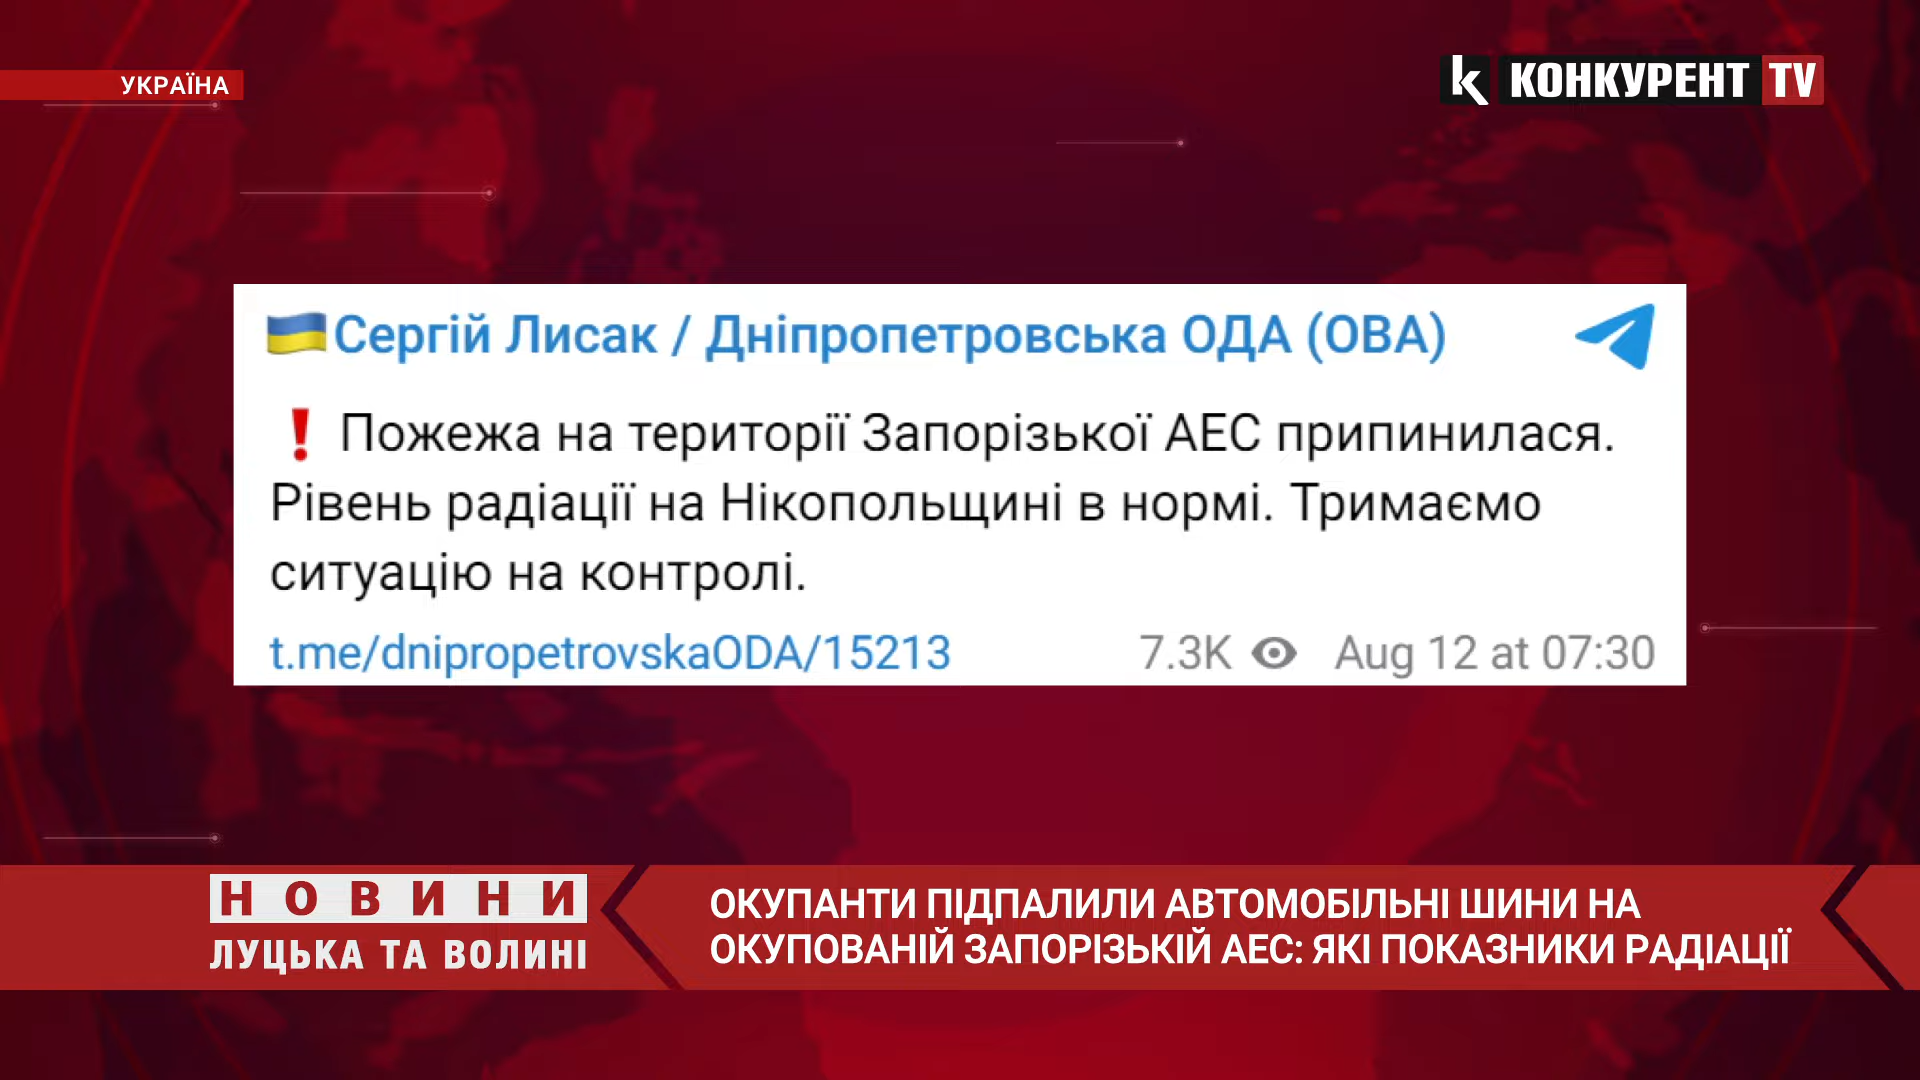 УКРАЇНА
k КОНКУРЕНТ TV
🇺🇦Сергій Лисак / Дніпропетровська ОДА (ОВА)
❗ Пожежа на території Запорізької АЕС припинилася.
Рівень радіації на Нікопольщині в нормі. Тримаємо
ситуацію на контролі.
t.me/dnipropetrovskaODA/15213 7.3K Aug 12 at 07:30
НОВИНИ
ЛУЦЬКА ТА ВОЛИНІ
ОКУПАНТИ ПІДПАЛИЛИ АВТОМОБІЛЬНІ ШИНИ НА
ОКУПОВАНІЙ ЗАПОРІЗЬКІЙ АЕС: ЯКІ ПОКАЗНИКИ РАДІАЦІЇ